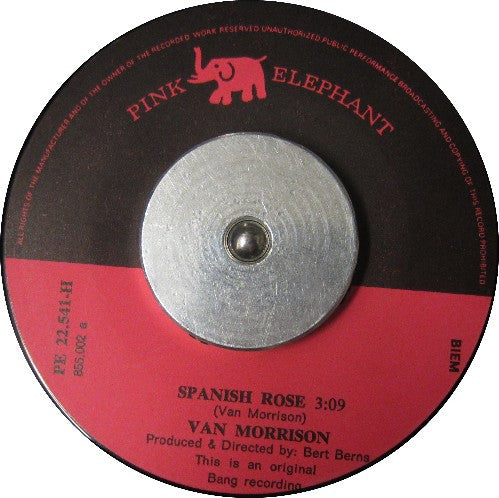 ALL RIGHTS OF THE MANUFACTURER AND OF THE OWNER OF THE RECORDED WORK RESERVED UNAUTHORIZED PUBLIC PERFORMANCE BROADCASTING AND COPYING OF THIS RECORD PROHIBITED
PINK ELEPHANT
PE 22.541-H
855.002 a
BIEM
SPANISH ROSE 3:09
(Van Morrison)
VAN MORRISON
Produced & Directed by: Bert Berns
This is an original
Bang recording